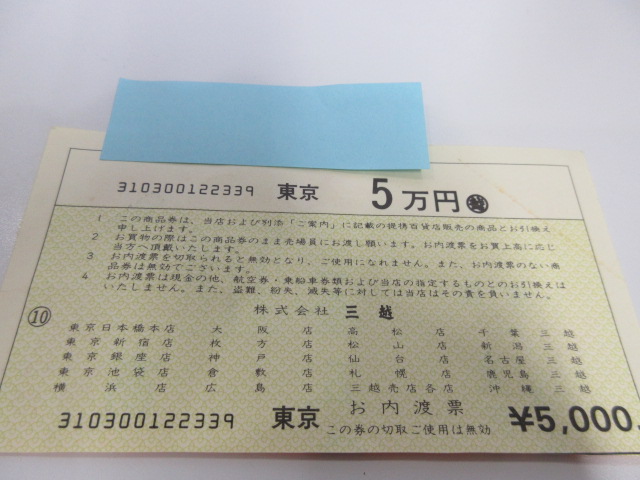 310300122339 東京 5万円
1 この商品券は、当店および別添「ご案内」に記載の提携百貨店販売の商品とお引換え
申し上げます。
2 お買物の際はこの商品券のまま売場員にお渡し願います。お内渡票をお買上高に応じ
当方へ頂戴いたします。
3 お内渡票を切取られると無効となり、ご使用になれません。また、お内渡票のない商
品券は無効でございます。
4 お内渡票は現金の他、航空券・乗船車券類および当店の指定するものとのお引換えは
いたしません。また、盗難、紛失、滅失等に対しては当店はその責を負いません。
⑩ 株式会社 三越
東京日本橋本店 大阪店 高松店 千葉三越
東京新宿店 枚方店 松山店 新潟三越
東京銀座店 神戸店 仙台店 名古屋三越
東京池袋店 倉敷店 札幌店 鹿児島三越
横浜店 広島店 三越売店各店 沖縄三越
310300122339 東京 お内渡票 ¥5,000
この券の切取ご使用は無効